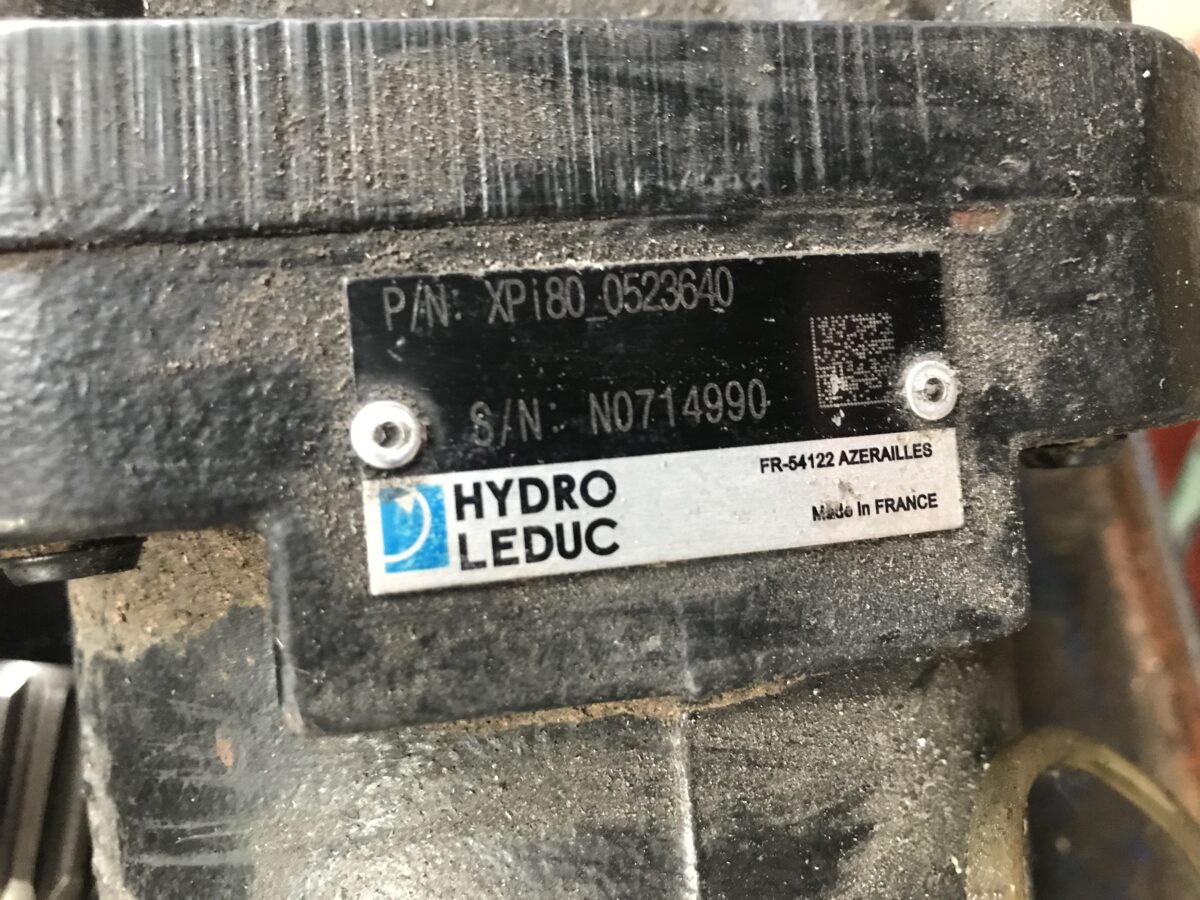 P/N: XPi80_0523640
S/N: N0714990
HYDRO
LEDUC
FR-54122 AZERAILLES
Made In FRANCE